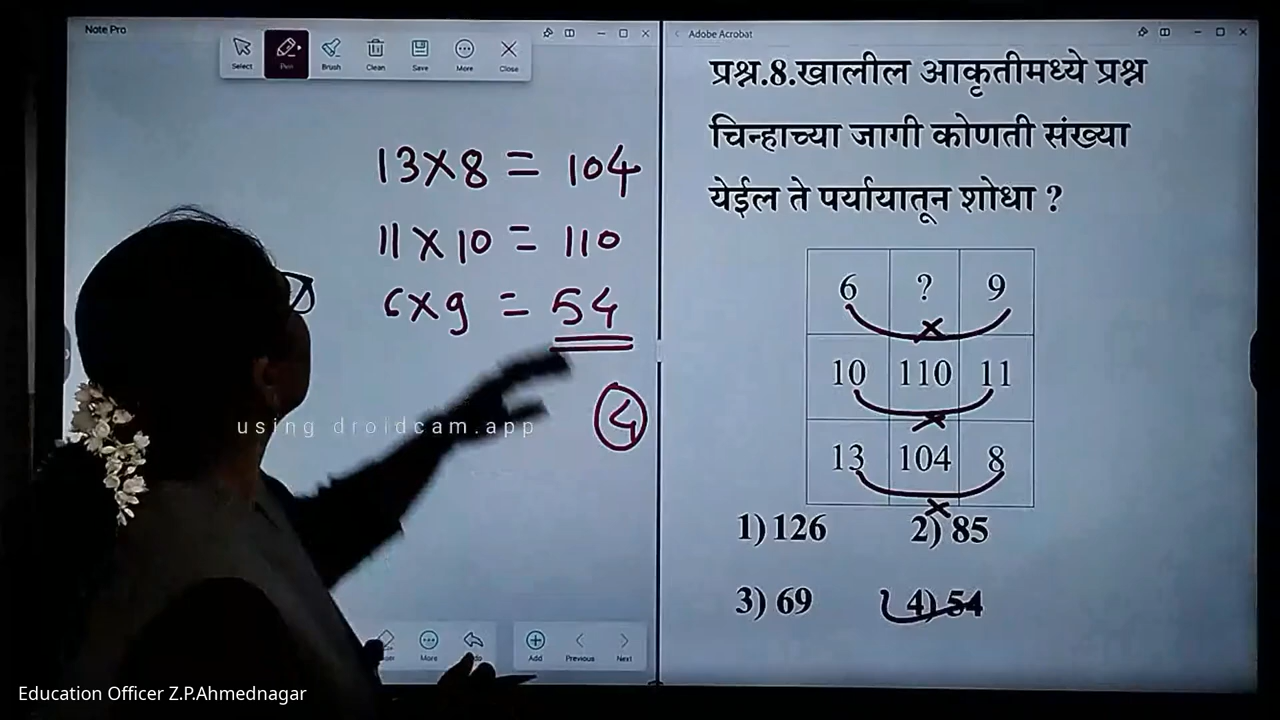 Note Pro
Select Pen Brush Clean Save More Close
13×8 = 104
11×10 = 110
6×9 = 54
4
using droidcam.app
More
Add Previous Next
Adobe Acrobat
प्रश्न.8.खालील आकृतीमध्ये प्रश्न
चिन्हाच्या जागी कोणती संख्या
येईल ते पर्यायातून शोधा ?
6 ? 9
×
10 110 11
×
13 104 8
×
1) 126 2) 85
3) 69 4) 54
Education Officer Z.P.Ahmednagar